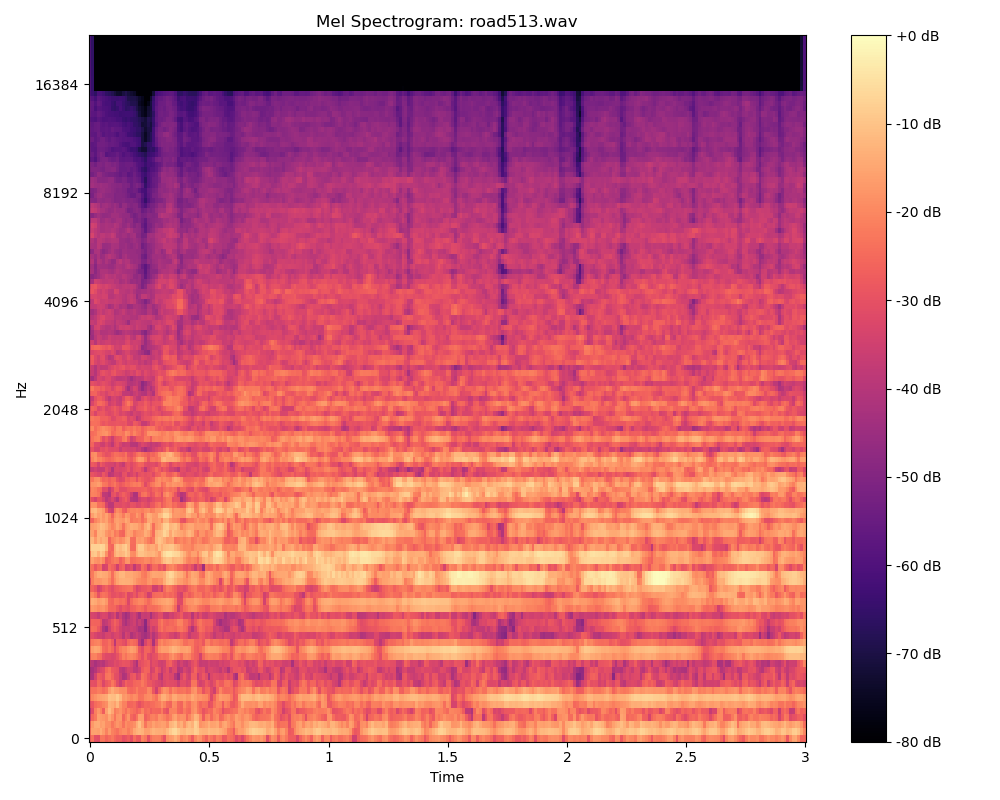 Mel Spectrogram: road513.wav
Hz
16384
8192
4096
2048
1024
512
0
0
0.5
1
1.5
2
2.5
3
Time
+0 dB
-10 dB
-20 dB
-30 dB
-40 dB
-50 dB
-60 dB
-70 dB
-80 dB